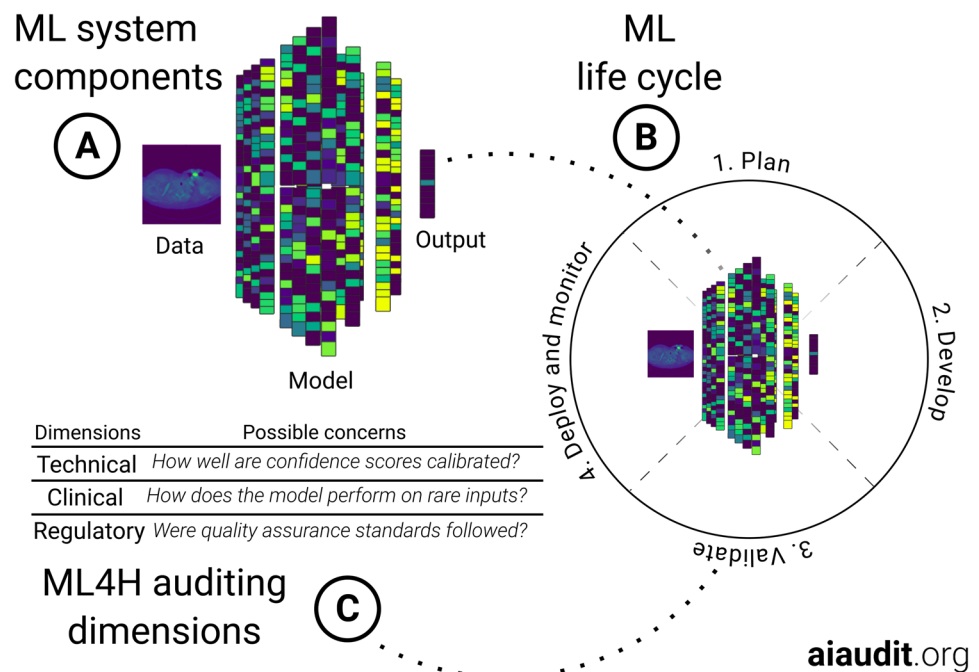 ML system
components
A
Data
Model
Output
ML
life cycle
B
1. Plan
2. Develop
3. Validate
4. Deploy and monitor
Dimensions Possible concerns
Technical How well are confidence scores calibrated?
Clinical How does the model perform on rare inputs?
Regulatory Were quality assurance standards followed?
ML4H auditing
dimensions
C
aiaudit.org